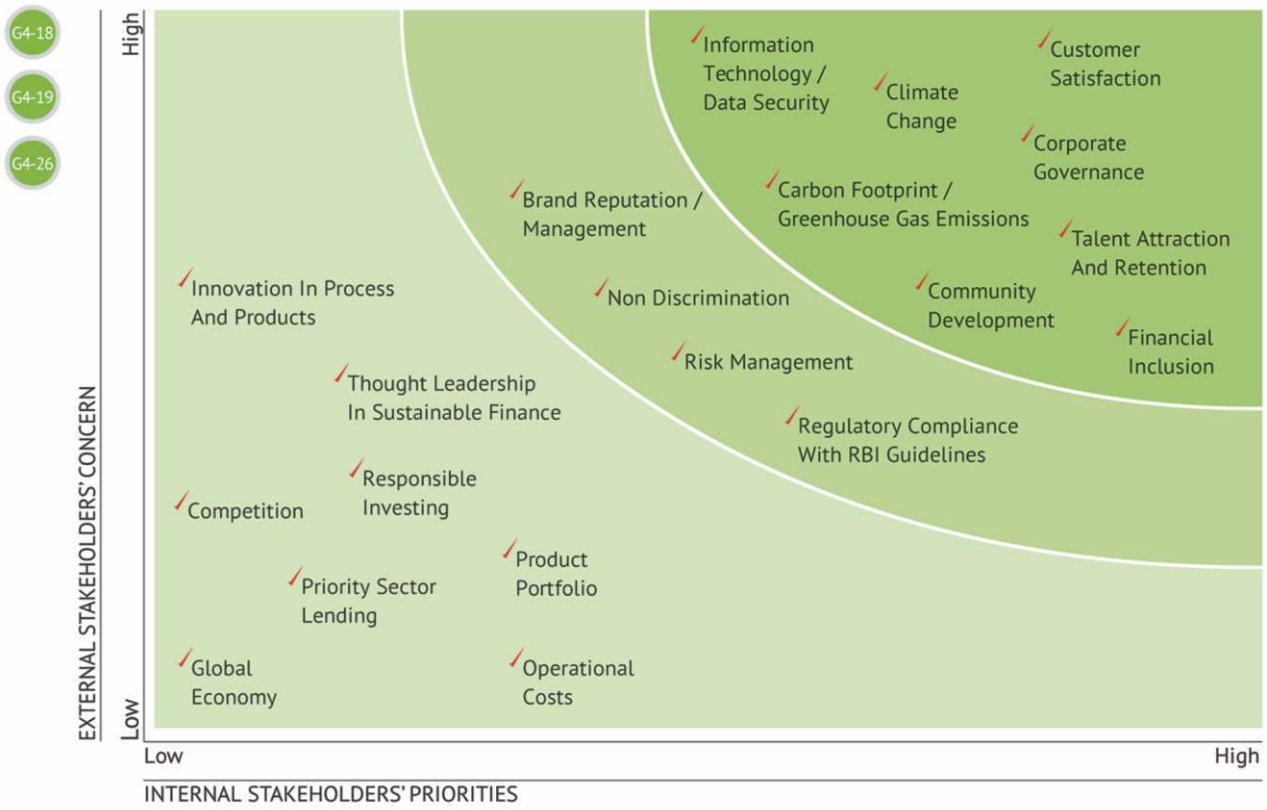 G4-18
G4-19
G4-26
High
EXTERNAL STAKEHOLDERS' CONCERN
Low
Information
Technology /
Data Security
Customer
Satisfaction
Climate
Change
Corporate
Governance
Carbon Footprint /
Greenhouse Gas Emissions
Brand Reputation /
Management
Talent Attraction
And Retention
Community
Development
Innovation In Process
And Products
Non Discrimination
Financial
Inclusion
Risk Management
Thought Leadership
In Sustainable Finance
Regulatory Compliance
With RBI Guidelines
Responsible
Investing
Competition
Product
Portfolio
Priority Sector
Lending
Global
Economy
Operational
Costs
Low
High
INTERNAL STAKEHOLDERS' PRIORITIES